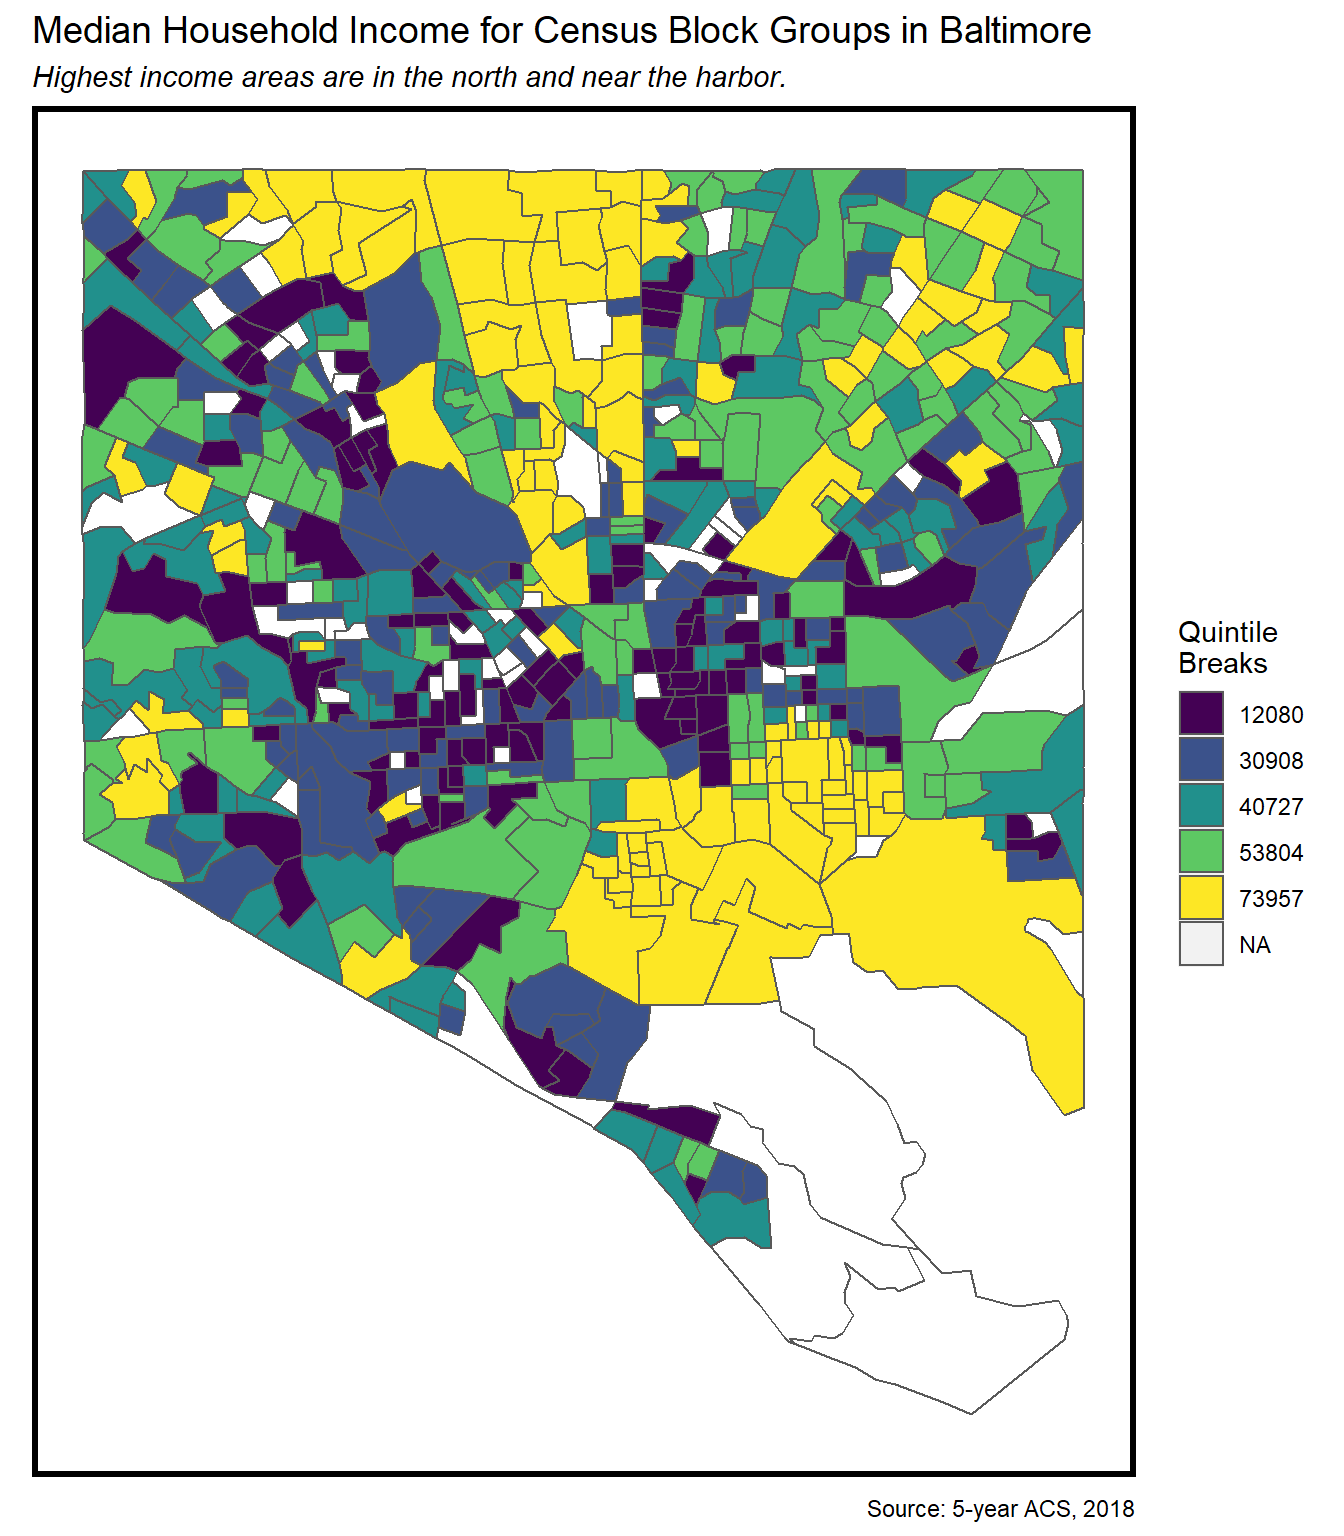 Median Household Income for Census Block Groups in Baltimore
Highest income areas are in the north and near the harbor.
Quintile
Breaks
12080
30908
40727
53804
73957
NA
Source: 5-year ACS, 2018